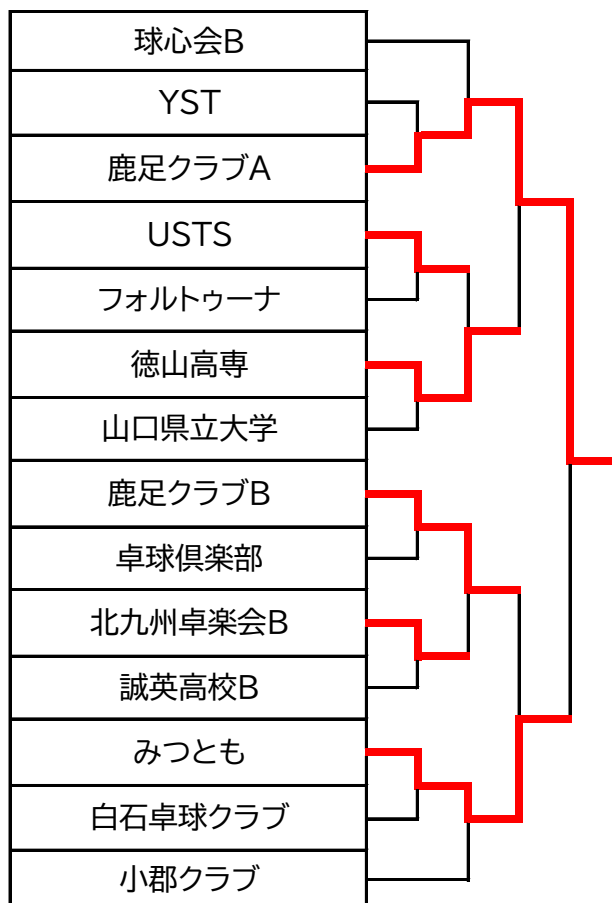 球心会B
YST
鹿足クラブA
USTS
フォルトゥーナ
徳山高専
山口県立大学
鹿足クラブB
卓球倶楽部
北九州卓楽会B
誠英高校B
みつとも
白石卓球クラブ
小郡クラブ